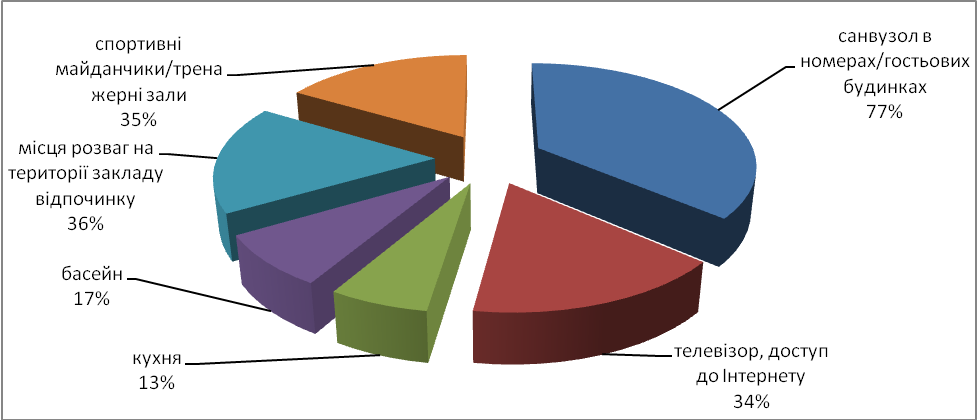 спортивні
майданчики/трена
жерні зали
35%
санвузол в
номерах/гостьових
будинках
77%
місця розваг на
території закладу
відпочинку
36%
басейн
17%
кухня
13%
телевізор, доступ
до Інтернету
34%